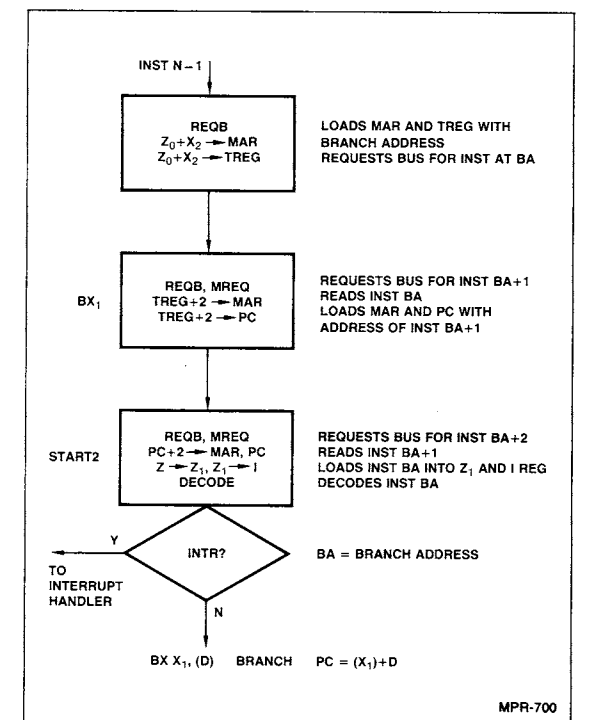 INST N–1
REQB
Z₀+X₂ → MAR
Z₀+X₂ → TREG
LOADS MAR AND TREG WITH
BRANCH ADDRESS
REQUESTS BUS FOR INST AT BA
BX₁
REQB, MREQ
TREG+2 → MAR
TREG+2 → PC
REQUESTS BUS FOR INST BA+1
READS INST BA
LOADS MAR AND PC WITH
ADDRESS OF INST BA+1
START2
REQB, MREQ
PC+2 → MAR, PC
Z → Z₁, Z₁ → I
DECODE
REQUESTS BUS FOR INST BA+2
READS INST BA+1
LOADS INST BA INTO Z₁ AND I REG
DECODES INST BA
Y
INTR?
BA = BRANCH ADDRESS
TO
INTERRUPT
HANDLER
N
BX X₁, (D) BRANCH PC = (X₁)+D
MPR-700